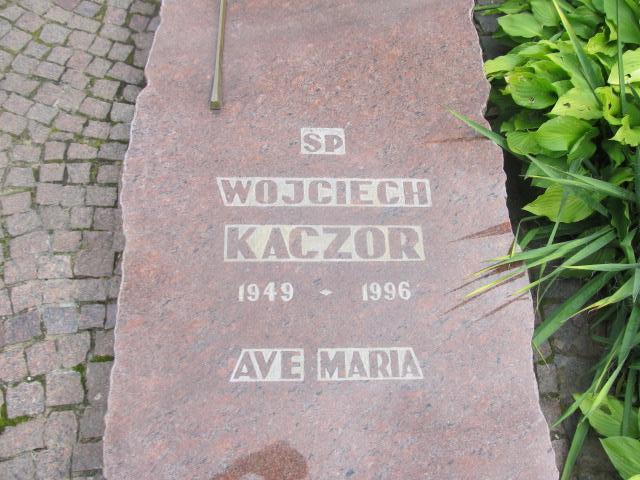 SP
WOJCIECH
KACZOR
1949 - 1996
AVE MARIA